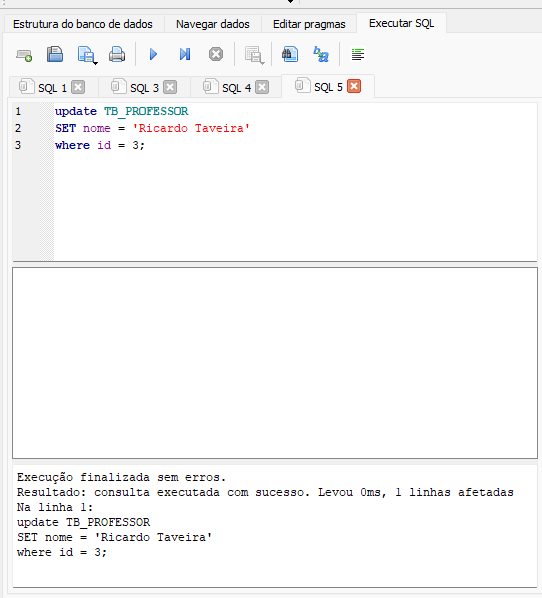 Estrutura do banco de dados Navegar dados Editar pragmas Executar SQL
SQL 1 SQL 3 SQL 4 SQL 5
1 update TB_PROFESSOR
2 SET nome = 'Ricardo Taveira'
3 where id = 3;
Execução finalizada sem erros.
Resultado: consulta executada com sucesso. Levou 0ms, 1 linhas afetadas
Na linha 1:
update TB_PROFESSOR
SET nome = 'Ricardo Taveira'
where id = 3;